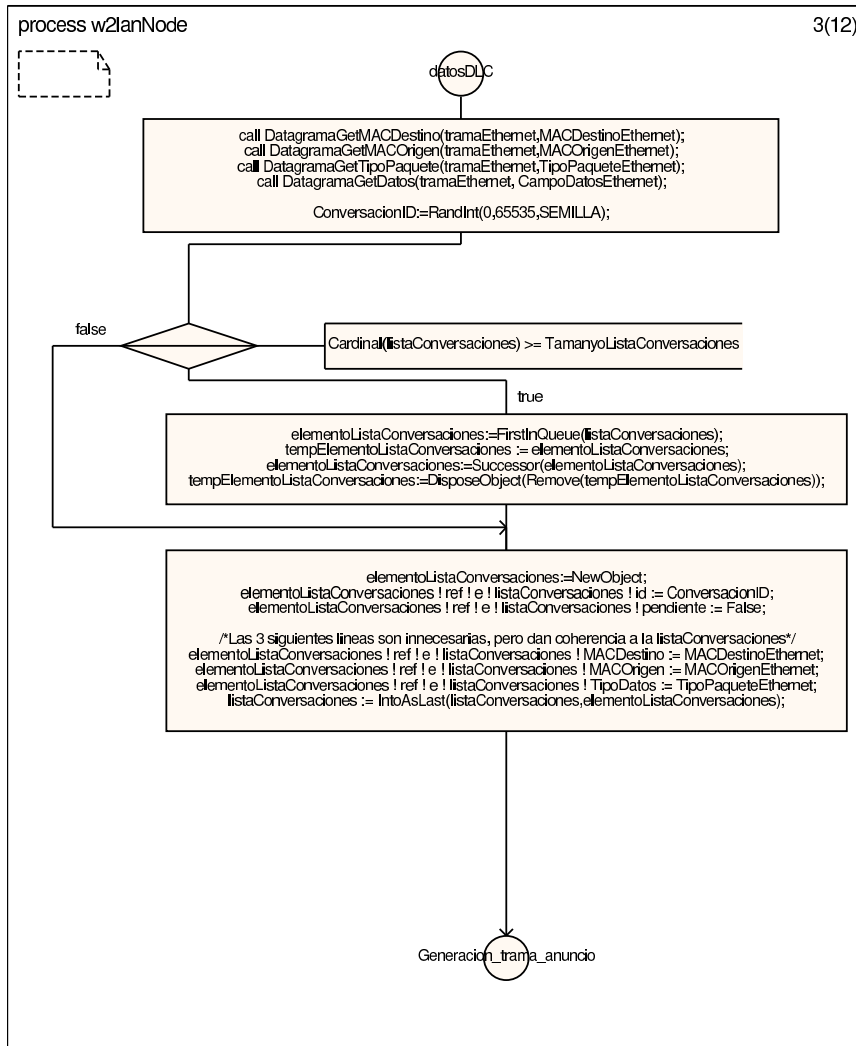 process w2lanNode
3(12)
datosDLC
call DatagramaGetMACDestino(tramaEthernet,MACDestinoEthernet);
call DatagramaGetMACOrigen(tramaEthernet,MACOrigenEthernet);
call DatagramaGetTipoPaquete(tramaEthernet,TipoPaqueteEthernet);
call DatagramaGetDatos(tramaEthernet, CampoDatosEthernet);
ConversacionID:=RandInt(0,65535,SEMILLA);
false
Cardinal(listaConversaciones) >= TamanyoListaConversaciones
true
elementoListaConversaciones:=FirstInQueue(listaConversaciones);
tempElementoListaConversaciones := elementoListaConversaciones;
elementoListaConversaciones:=Successor(elementoListaConversaciones);
tempElementoListaConversaciones:=DisposeObject(Remove(tempElementoListaConversaciones));
elementoListaConversaciones:=NewObject;
elementoListaConversaciones ! ref ! e ! listaConversaciones ! id := ConversacionID;
elementoListaConversaciones ! ref ! e ! listaConversaciones ! pendiente := False;
/*Las 3 siguientes lineas son innecesarias, pero dan coherencia a la listaConversaciones*/
elementoListaConversaciones ! ref ! e ! listaConversaciones ! MACDestino := MACDestinoEthernet;
elementoListaConversaciones ! ref ! e ! listaConversaciones ! MACOrigen := MACOrigenEthernet;
elementoListaConversaciones ! ref ! e ! listaConversaciones ! TipoDatos := TipoPaqueteEthernet;
listaConversaciones := IntoAsLast(listaConversaciones,elementoListaConversaciones);
Generacion_trama_anuncio